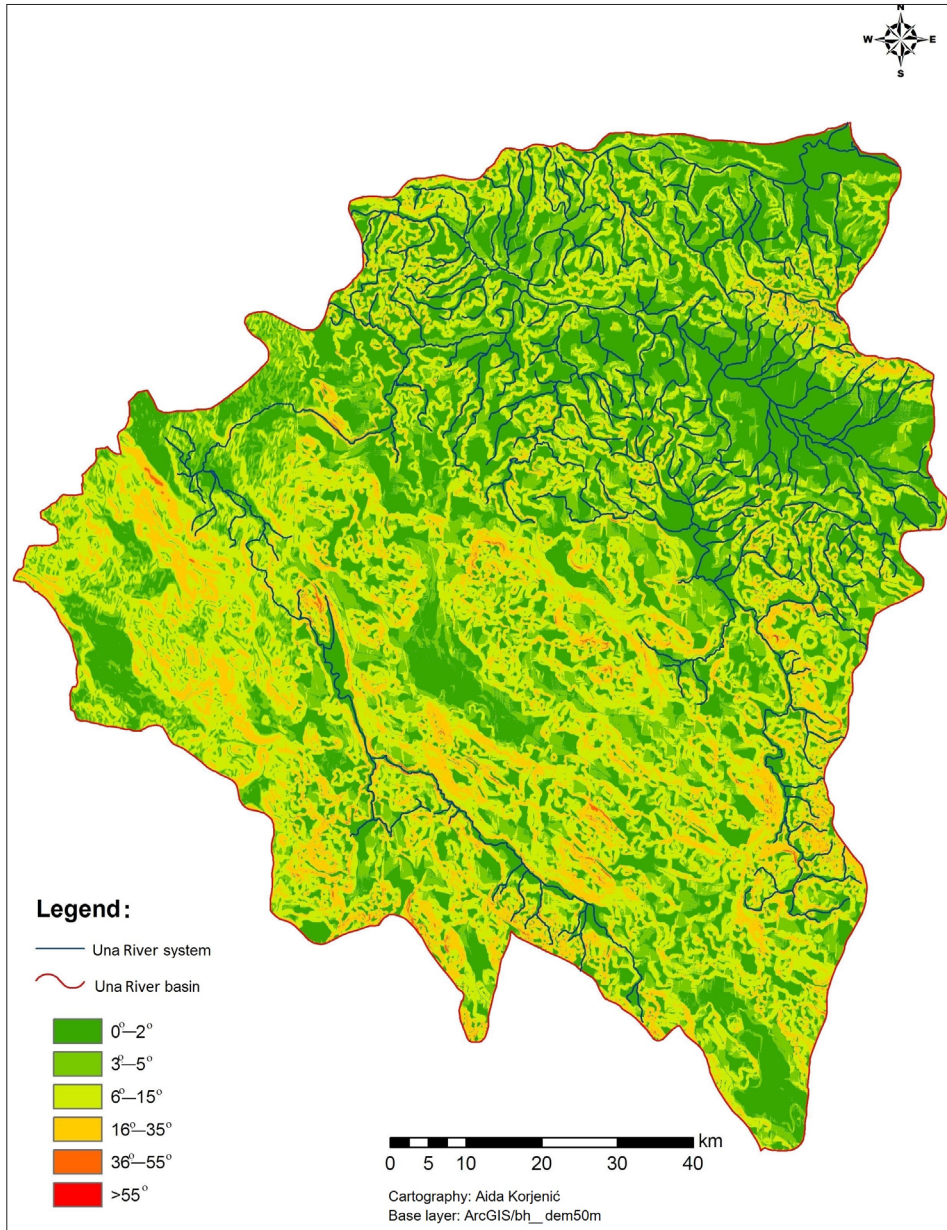 N
W E
S
Legend:
Una River system
Una River basin
0°—2°
3°—5°
6°—15°
16°—35°
36°—55°
>55°
km
0 5 10 20 30 40
Cartography: Aida Korjenić
Base layer: ArcGIS/bh__dem50m